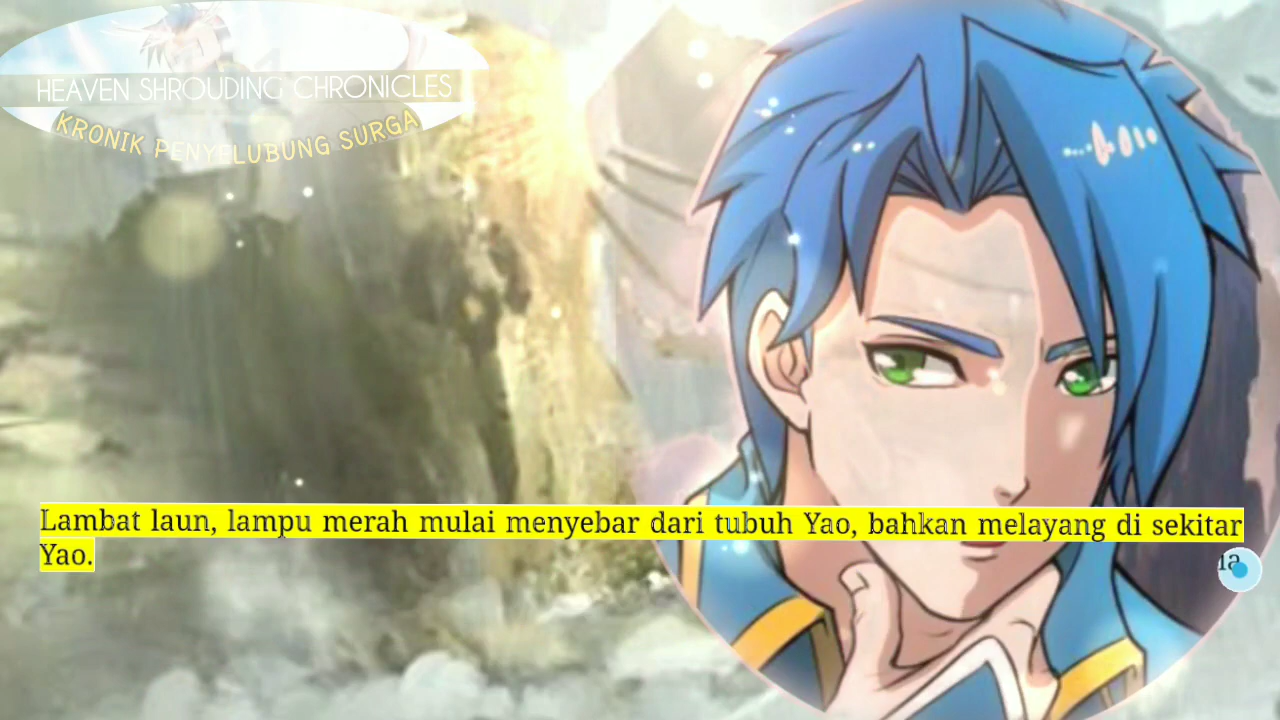 HEAVEN SHROUDING CHRONICLES
KRONIK PENYELUBUNG SURGA
Lambat laun, lampu merah mulai menyebar dari tubuh Yao, bahkan melayang di sekitar
Yao.